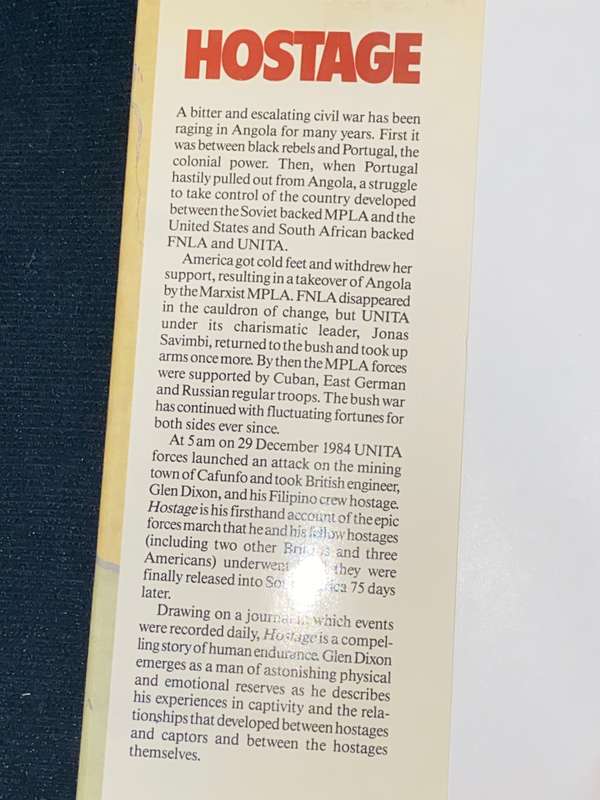 HOSTAGE
A bitter and escalating civil war has been
raging in Angola for many years. First it
was between black rebels and Portugal, the
colonial power. Then, when Portugal
hastily pulled out from Angola, a struggle
to take control of the country developed
between the Soviet backed MPLA and the
United States and South African backed
FNLA and UNITA.
America got cold feet and withdrew her
support, resulting in a takeover of Angola
by the Marxist MPLA. FNLA disappeared
in the cauldron of change, but UNITA
under its charismatic leader, Jonas
Savimbi, returned to the bush and took up
arms once more. By then the MPLA forces
were supported by Cuban, East German
and Russian regular troops. The bush war
has continued with fluctuating fortunes for
both sides ever since.
At 5 am on 29 December 1984 UNITA
forces launched an attack on the mining
town of Cafunfo and took British engineer,
Glen Dixon, and his Filipino crew hostage.
Hostage is his firsthand account of the epic
forces march that he and his fellow hostages
(including two other and three
Americans) underwent they were
finally released into 75 days
later.
Drawing on a journal in which events
were recorded daily, Hostage is a compel-
ling story of human endurance. Glen Dixon
emerges as a man of astonishing physical
and emotional reserves as he describes
his experiences in captivity and the rela-
tionships that developed between hostages
and captors and between the hostages
themselves.